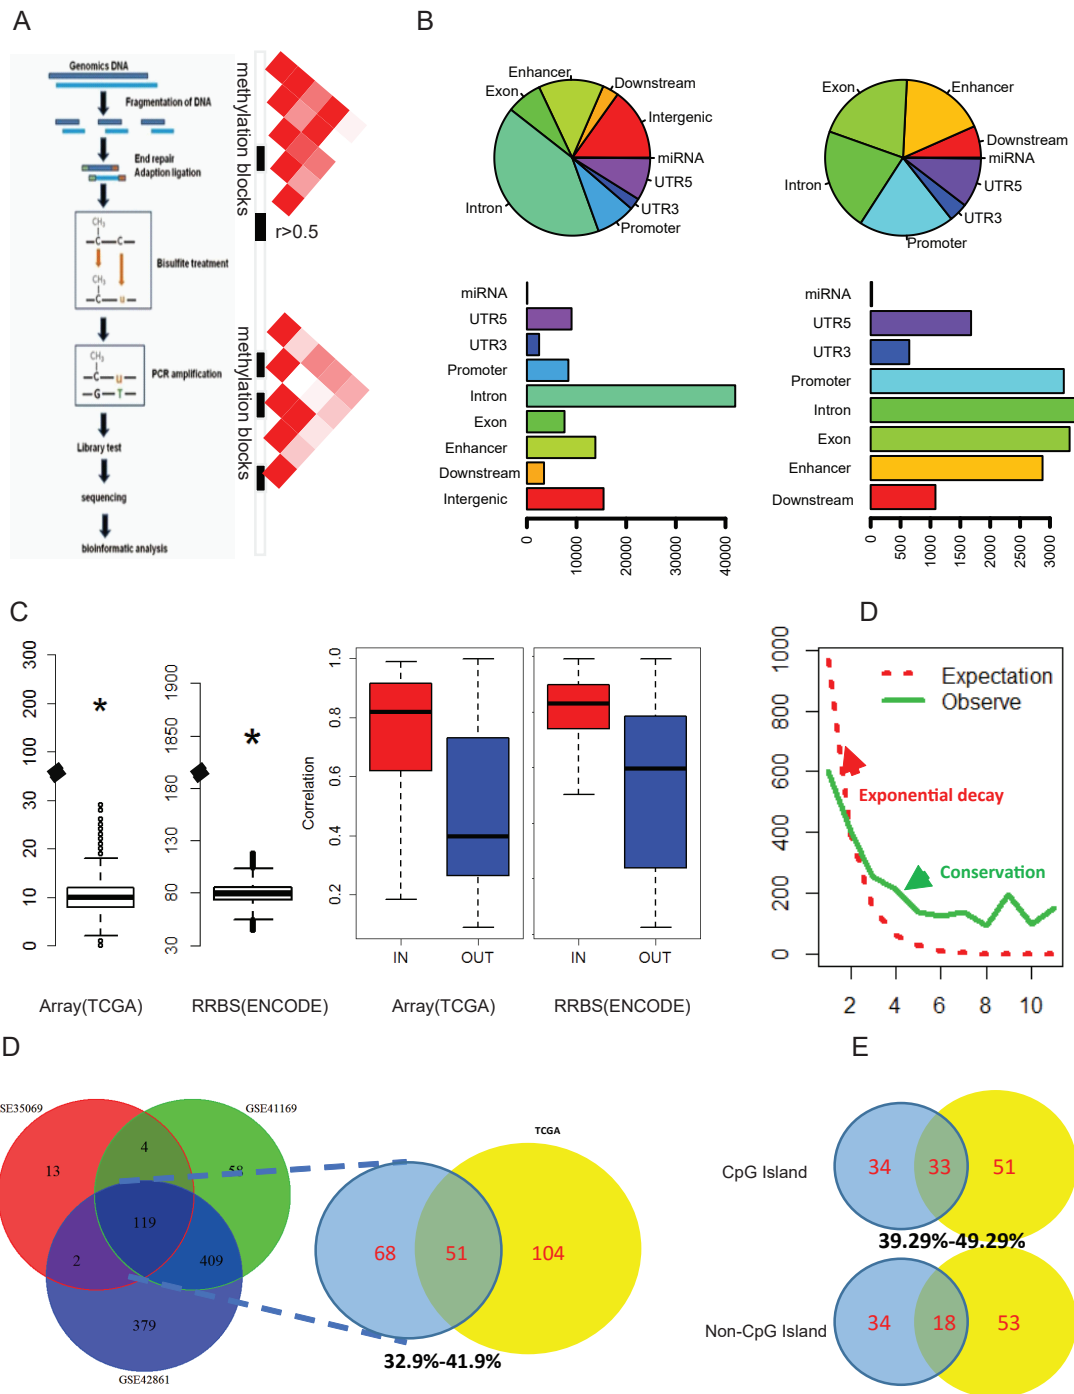 A
Genomics DNA
Fragmentation of DNA
End repair
Adaption ligation
CH3
C C
CH3
C u
Bisulfite treatment
CH3
C u
G T
PCR amplification
Library test
sequencing
bioinformatic analysis
methylation blocks
r>0.5
methylation blocks
B
Enhancer
Downstream
Exon
Intergenic
miRNA
UTR5
UTR3
Promoter
Intron
Exon
Enhancer
Downstream
miRNA
UTR5
UTR3
Promoter
Intron
miRNA
UTR5
UTR3
Promoter
Intron
Exon
Enhancer
Downstream
Intergenic
0 10000 20000 30000 40000
miRNA
UTR5
UTR3
Promoter
Intron
Exon
Enhancer
Downstream
0 500 1000 1500 2000 2500 3000
C
300
200
100
30
20
10
0
*
Array(TCGA)
1900
1850
180
130
80
30
*
RRBS(ENCODE)
Correlation
1.0
0.8
0.6
0.4
0.2
IN OUT IN OUT
Array(TCGA) RRBS(ENCODE)
D
1000
800
600
400
200
0
Expectation
Observe
Exponential decay
Conservation
2 4 6 8 10
D
SE35069
GSE41169
4
13
58
119
2
409
379
GSE42861
TCGA
68 51 104
32.9%-41.9%
E
CpG Island
34 33 51
39.29%-49.29%
Non-CpG Island
34 18 53